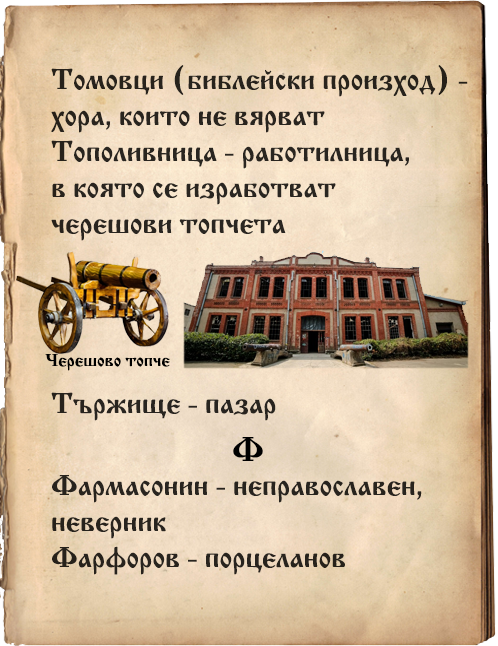 Томовци (библейски произход) -
хора, които не вярват
Тополивница - работилница,
в която се изработват
черешови топчета
Черешово топче
Тържище - пазар
Ф
Фармасонин - неправославен,
неверник
Фарфоров - порцеланов